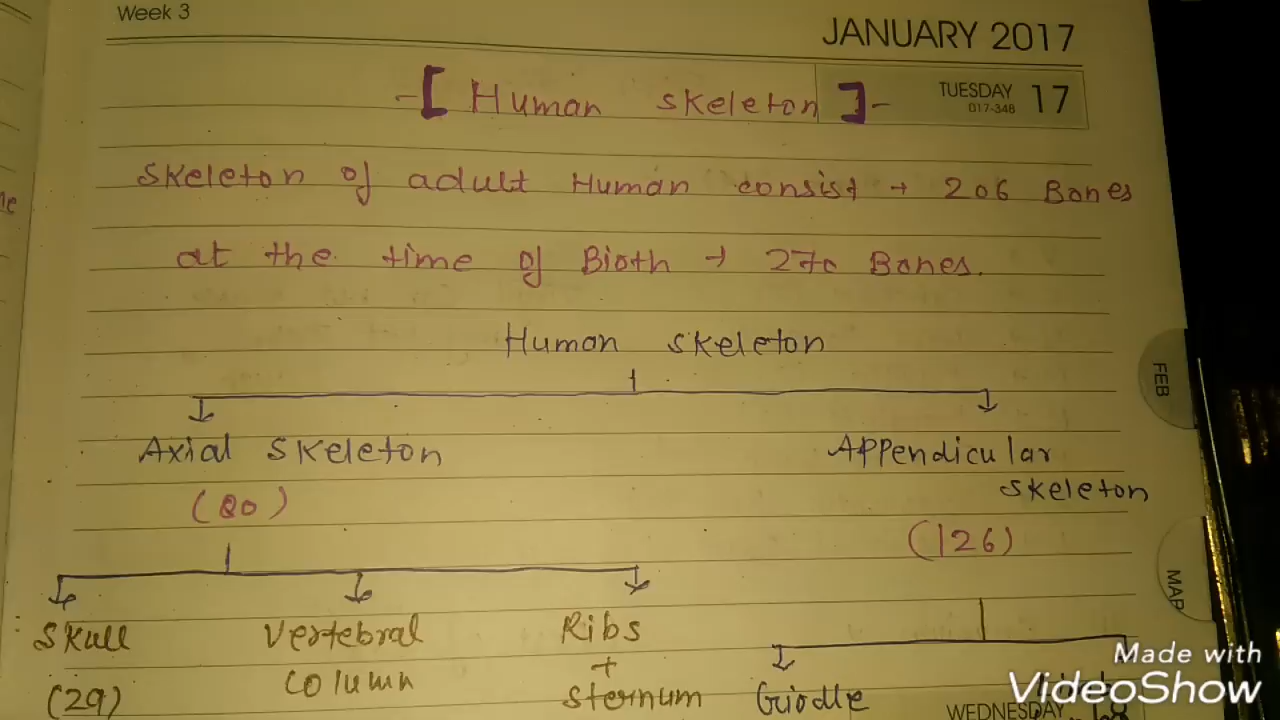 Week 3
JANUARY 2017
TUESDAY 17
017-348
-[ Human skeleton ]-
Skeleton of adult Human consist → 206 Bones
at the time of Birth → 270 Bones.
Human skeleton
Axial skeleton
Appendicular
skeleton
(80)
(126)
FEB
MAR
Skull
Vertebral
Ribs
(29)
column
+
sternum
Girdle
WEDNESDAY 18
Made with
VideoShow